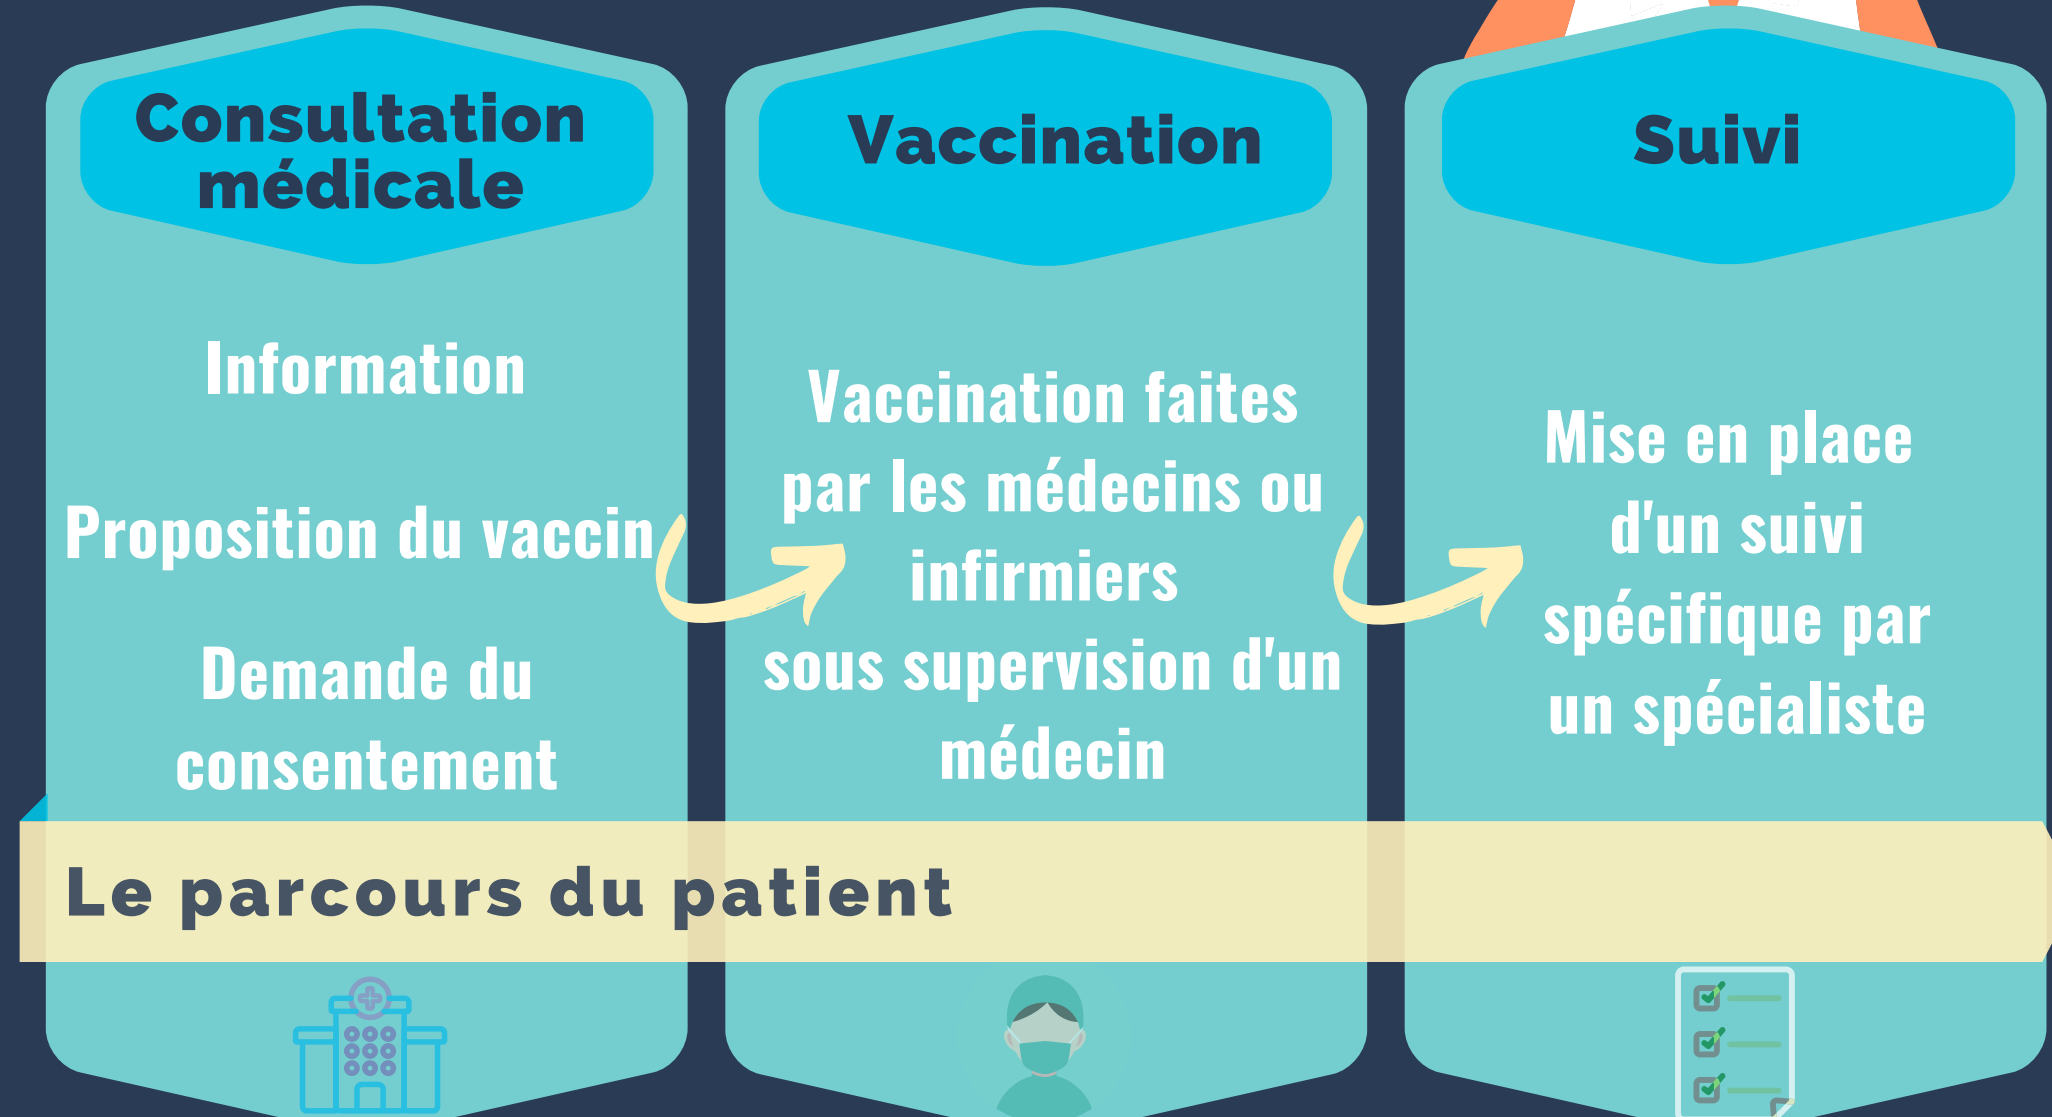 Consultation
médicale
Information
Proposition du vaccin
Demande du
consentement
Vaccination
Vaccination faites
par les médecins ou
infirmiers
sous supervision d'un
médecin
Suivi
Mise en place
d'un suivi
spécifique par
un spécialiste
Le parcours du patient